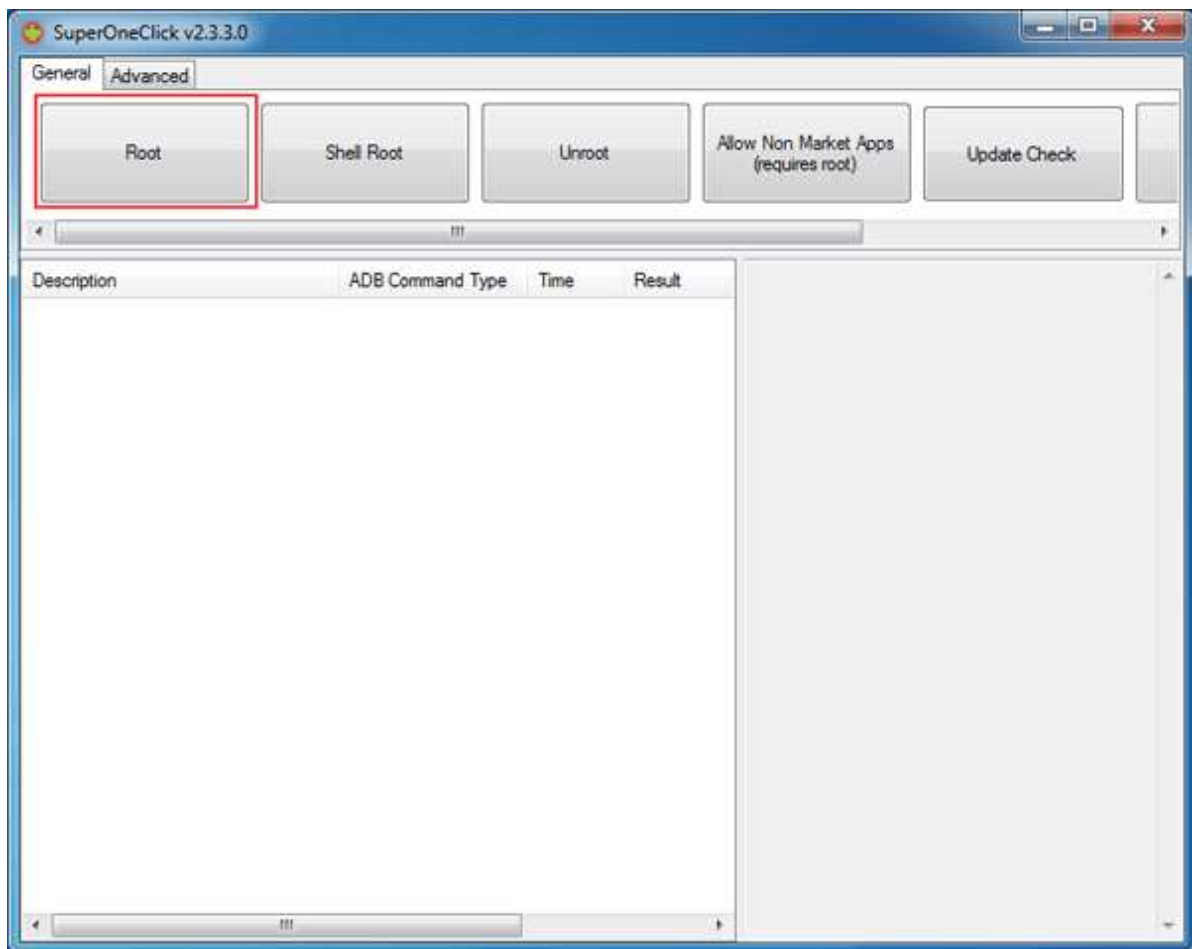 SuperOneClick v2.3.3.0
General Advanced
Root Shell Root Unroot Allow Non Market Apps Update Check
(requires root)
Description ADB Command Type Time Result